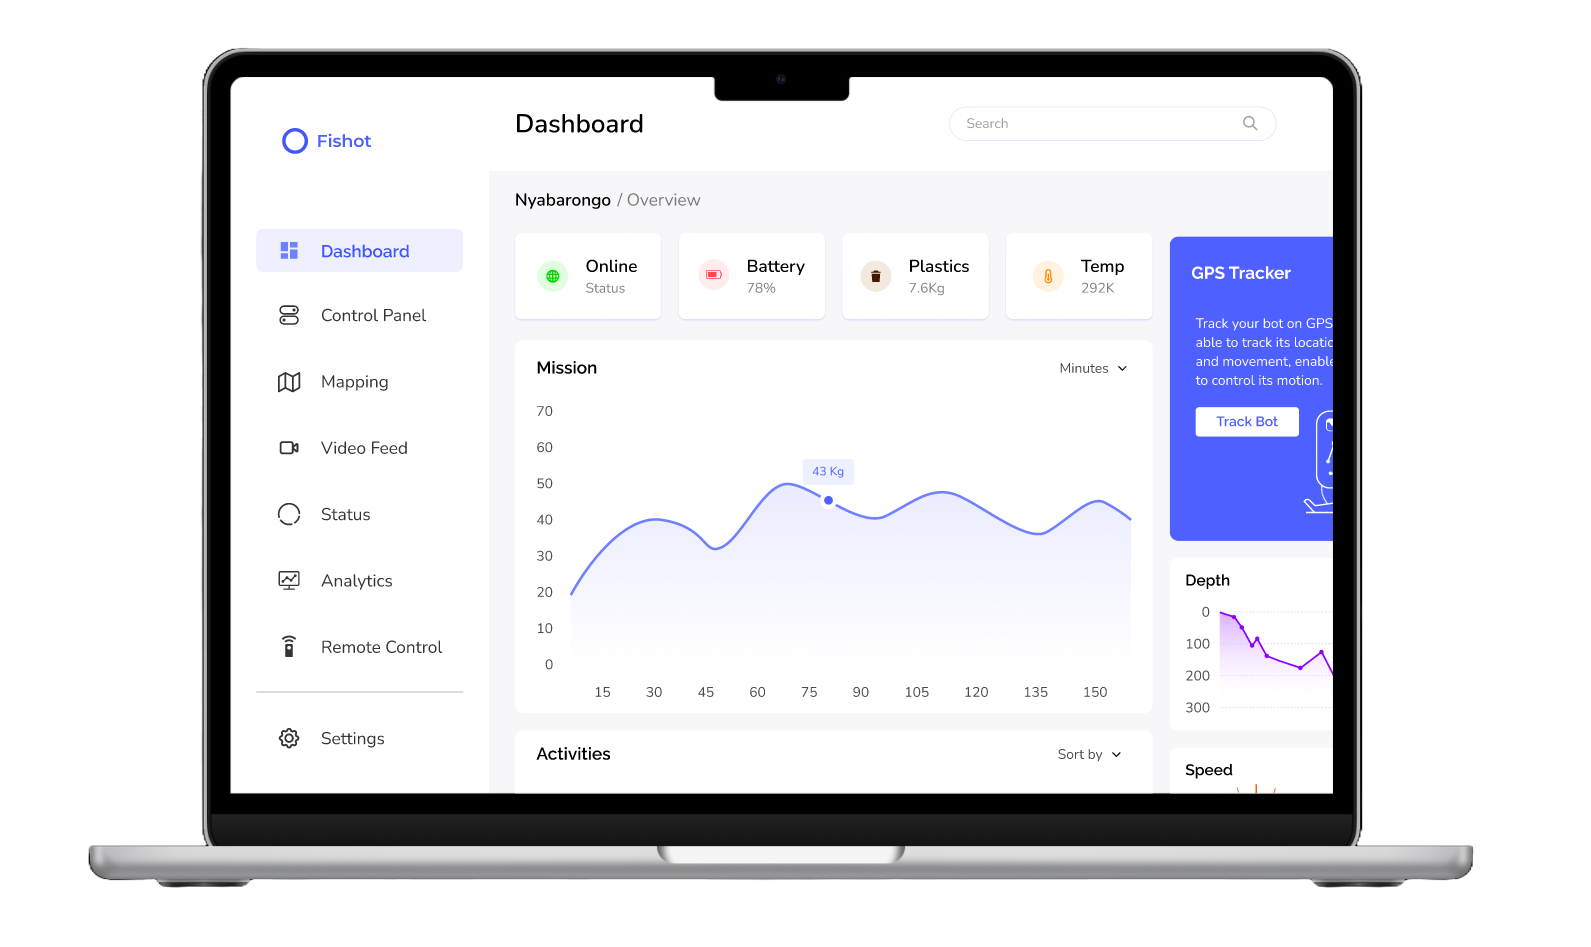 Fishot
Dashboard
Control Panel
Mapping
Video Feed
Status
Analytics
Remote Control
Settings
Dashboard
Search
Nyabarongo / Overview
Online
Status
Battery
78%
Plastics
7.6Kg
Temp
292K
Mission
Minutes
70
60
50
40
30
20
10
0
43 Kg
15 30 45 60 75 90 105 120 135 150
Activities
Sort by
GPS Tracker
Track your bot on GPS
able to track its locatio
and movement, enable
to control its motion.
Track Bot
Depth
0
100
200
300
Speed